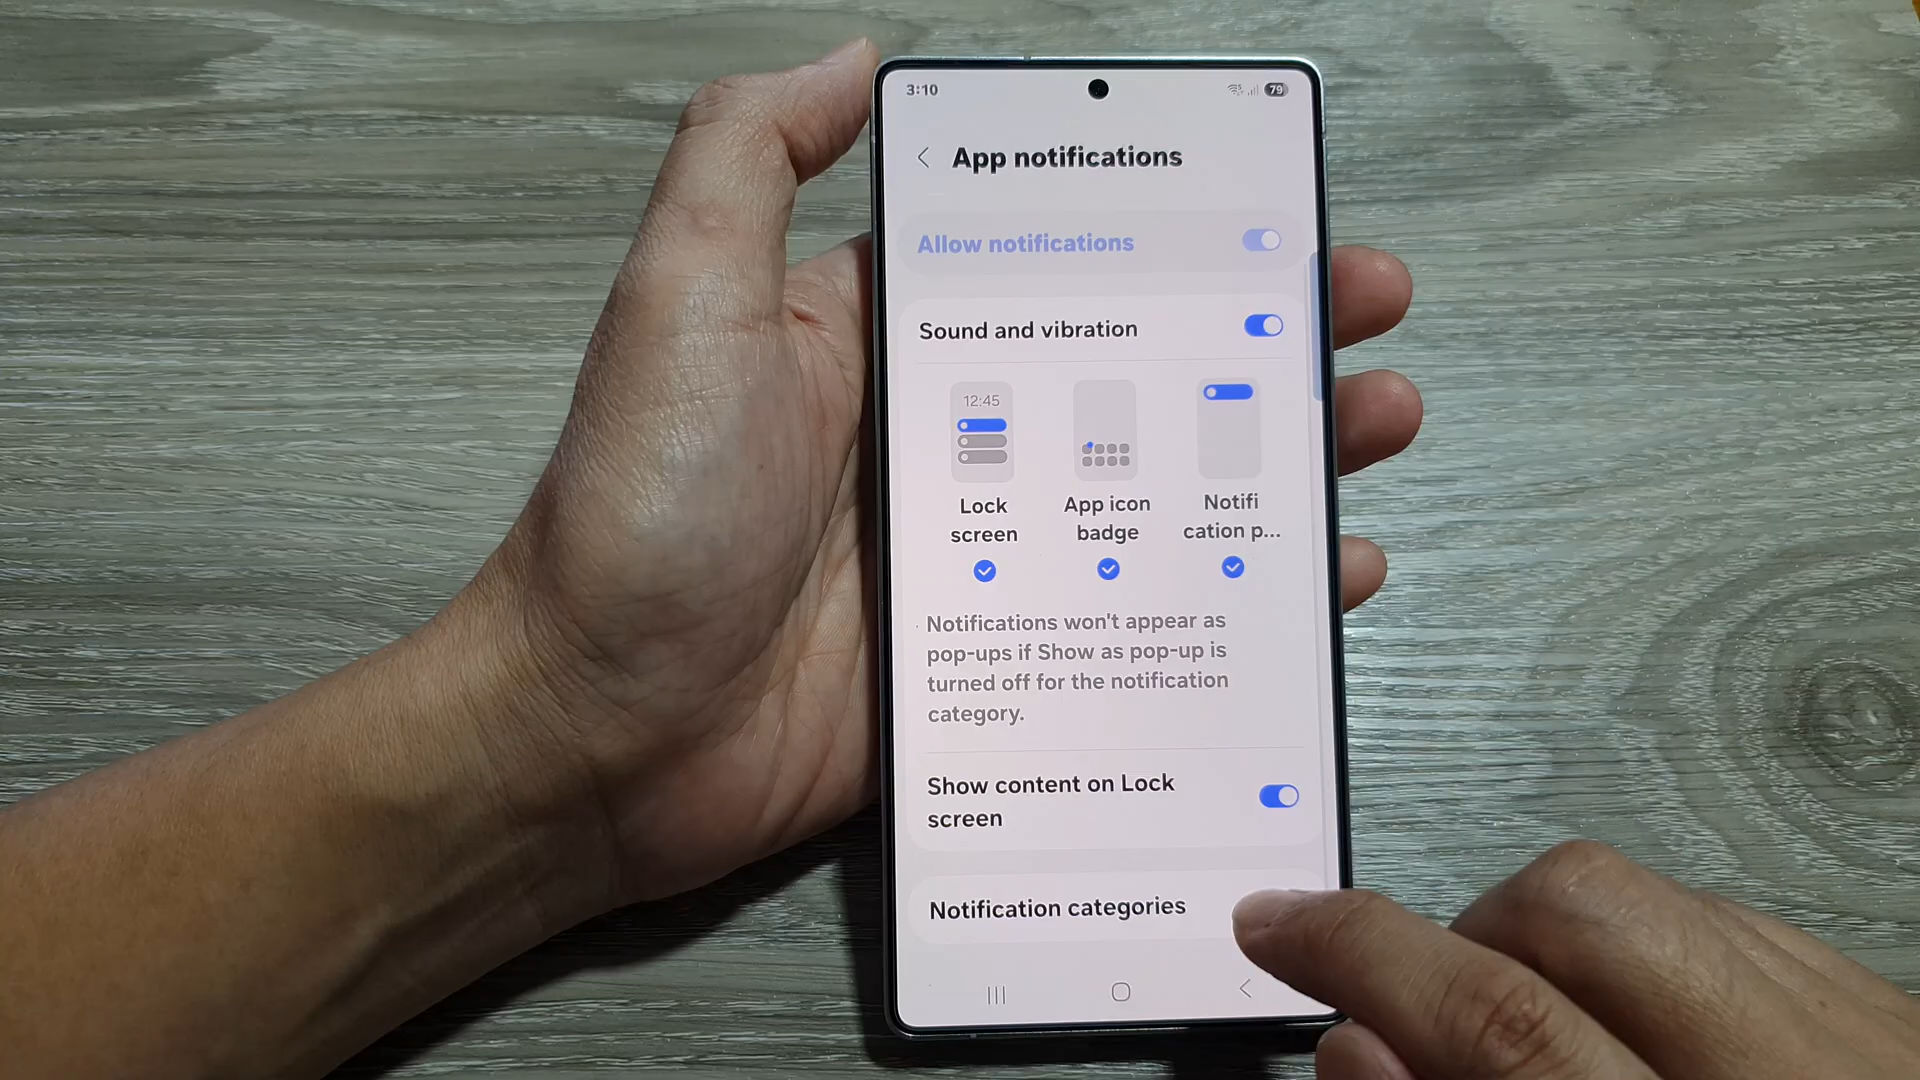 3:10
79
App notifications
Allow notifications
Sound and vibration
12:45
Lock
screen
App icon
badge
Notifi
cation p...
Notifications won't appear as
pop-ups if Show as pop-up is
turned off for the notification
category.
Show content on Lock
screen
Notification categories